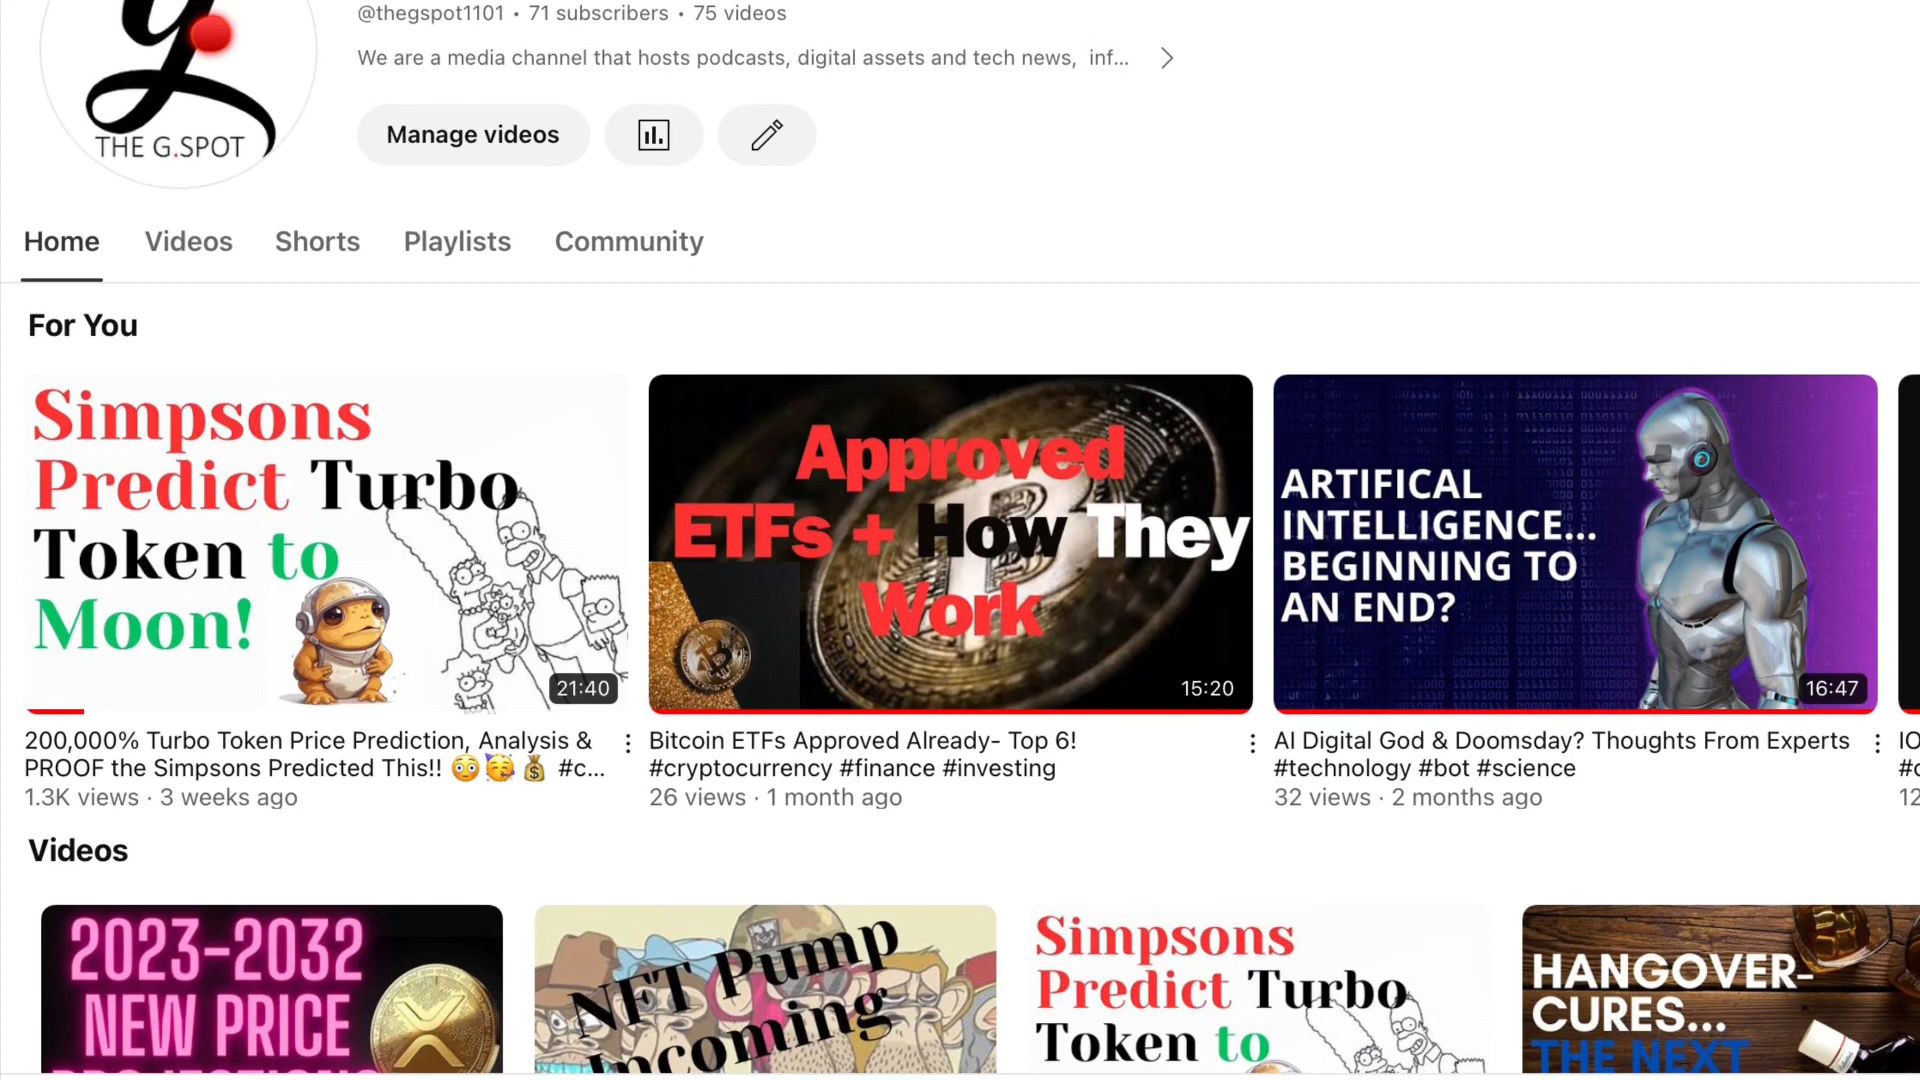 @thegspot1101 • 71 subscribers • 75 videos
We are a media channel that hosts podcasts, digital assets and tech news, inf...
THE G.SPOT
Manage videos
Home Videos Shorts Playlists Community
For You
Simpsons
Predict Turbo
Token to
Moon!
21:40
Approved
ETFs + How They
Work
15:20
ARTIFICAL
INTELLIGENCE...
BEGINNING TO
AN END?
16:47
200,000% Turbo Token Price Prediction, Analysis &
PROOF the Simpsons Predicted This!! 😳🥳💰 #c...
1.3K views · 3 weeks ago
Bitcoin ETFs Approved Already- Top 6!
#cryptocurrency #finance #investing
26 views · 1 month ago
AI Digital God & Doomsday? Thoughts From Experts
#technology #bot #science
32 views · 2 months ago
Videos
2023-2032
NEW PRICE
NFT Pump
Incoming
Simpsons
Predict Turbo
Token to
HANGOVER-
CURES...
THE NEXT